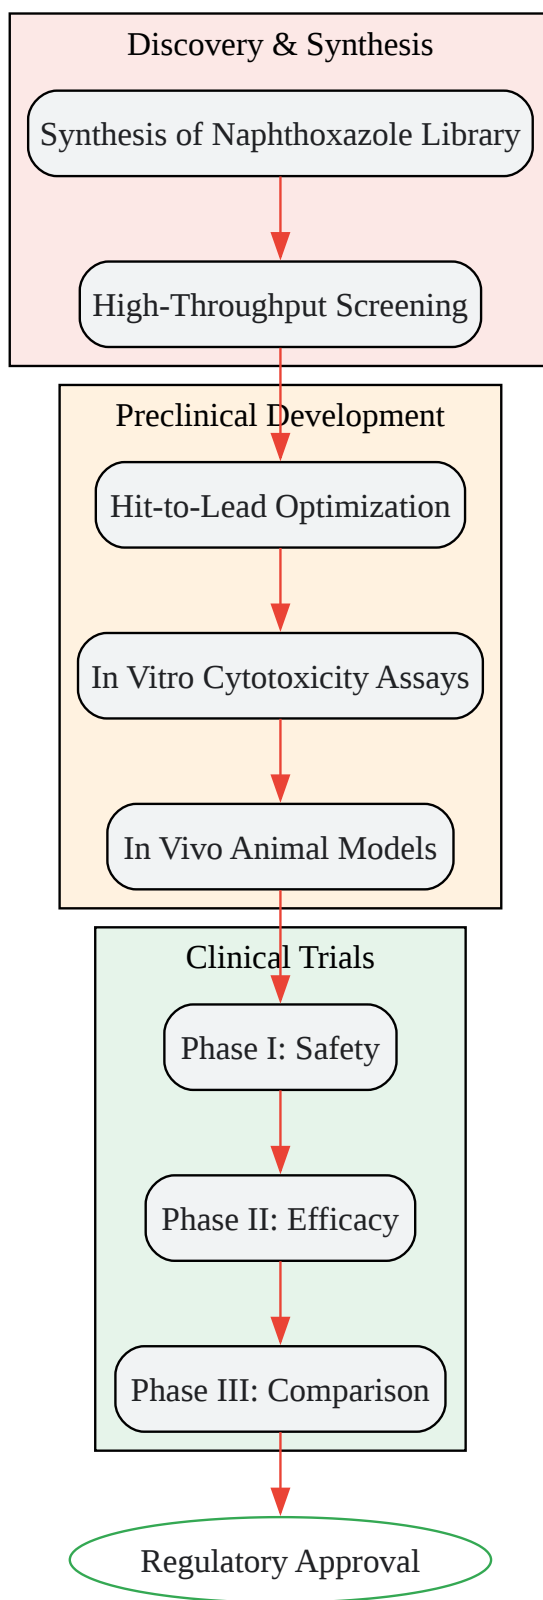 Discovery & Synthesis
Synthesis of Naphthoxazole Library
High-Throughput Screening
Preclinical Development
Hit-to-Lead Optimization
In Vitro Cytotoxicity Assays
In Vivo Animal Models
Clinical Trials
Phase I: Safety
Phase II: Efficacy
Phase III: Comparison
Regulatory Approval